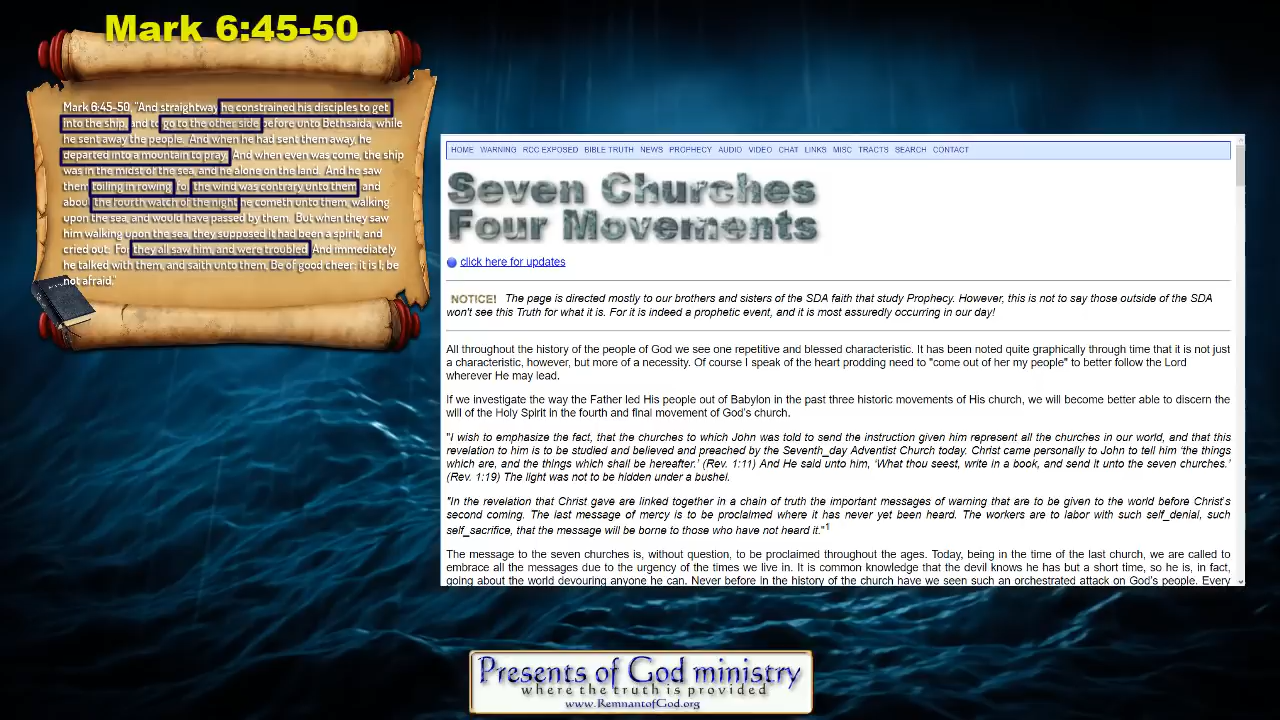 Mark 6:45-50
Mark 6:45-50, "And straightway he constrained his disciples to get
into the ship, and to go to the other side before unto Bethsaida, while
he sent away the people. And when he had sent them away, he
departed into a mountain to pray. And when even was come, the ship
was in the midst of the sea, and he alone on the land. And he saw
them toiling in rowing; for the wind was contrary unto them: and
about the fourth watch of the night he cometh unto them, walking
upon the sea, and would have passed by them. But when they saw
him walking upon the sea, they supposed it had been a spirit, and
cried out: For they all saw him, and were troubled. And immediately
he talked with them, and saith unto them, Be of good cheer: it is I; be
not afraid."
HOME WARNING RCC EXPOSED BIBLE TRUTH NEWS PROPHECY AUDIO VIDEO CHAT LINKS MISC TRACTS SEARCH CONTACT
Seven Churches
Four Movements
click here for updates
NOTICE! The page is directed mostly to our brothers and sisters of the SDA faith that study Prophecy. However, this is not to say those outside of the SDA
won't see this Truth for what it is. For it is indeed a prophetic event, and it is most assuredly occurring in our day!
All throughout the history of the people of God we see one repetitive and blessed characteristic. It has been noted quite graphically through time that it is not just
a characteristic, however, but more of a necessity. Of course I speak of the heart prodding need to "come out of her my people" to better follow the Lord
wherever He may lead.
If we investigate the way the Father led His people out of Babylon in the past three historic movements of His church, we will become better able to discern the
will of the Holy Spirit in the fourth and final movement of God's church.
"I wish to emphasize the fact, that the churches to which John was told to send the instruction given him represent all the churches in our world, and that this
revelation to him is to be studied and believed and preached by the Seventh_day Adventist Church today. Christ came personally to John to tell him 'the things
which are, and the things which shall be hereafter.' (Rev. 1:11) And He said unto him, 'What thou seest, write in a book, and send it unto the seven churches.'
(Rev. 1:19) The light was not to be hidden under a bushel.
"In the revelation that Christ gave are linked together in a chain of truth the important messages of warning that are to be given to the world before Christ's
second coming. The last message of mercy is to be proclaimed where it has never yet been heard. The workers are to labor with such self_denial, such
self_sacrifice, that the message will be borne to those who have not heard it."1
The message to the seven churches is, without question, to be proclaimed throughout the ages. Today, being in the time of the last church, we are called to
embrace all the messages due to the urgency of the times we live in. It is common knowledge that the devil knows he has but a short time, so he is, in fact,
going about the world devouring anyone he can. Never before in the history of the church have we seen such an orchestrated attack on God's people. Every
Presents of God ministry
where the truth is provided
www.RemnantofGod.org